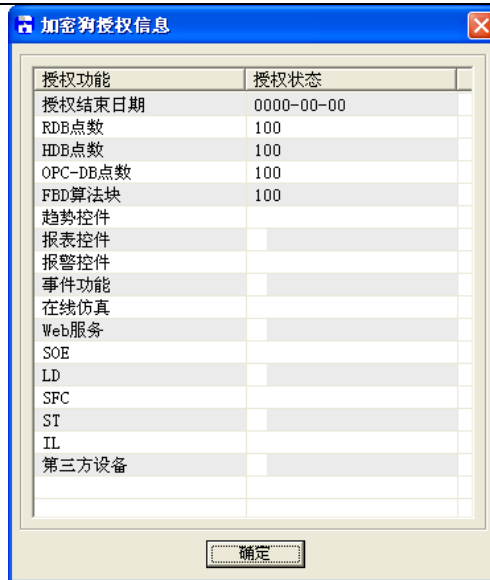 加密狗授权信息
授权功能 授权状态
授权结束日期 0000-00-00
RDB点数 100
HDB点数 100
OPC-DB点数 100
FBD算法块 100
趋势控件
报表控件
报警控件
事件功能
在线仿真
Web服务
SOE
LD
SFC
ST
IL
第三方设备
确定